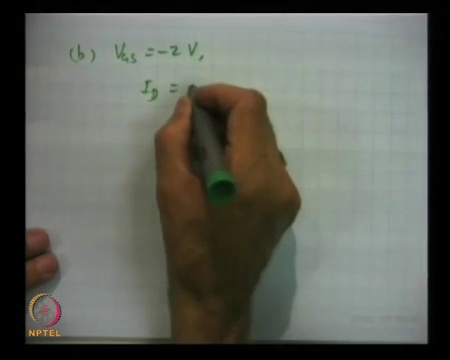 (b) V_GS = -2 V,
I_D =
NPTEL